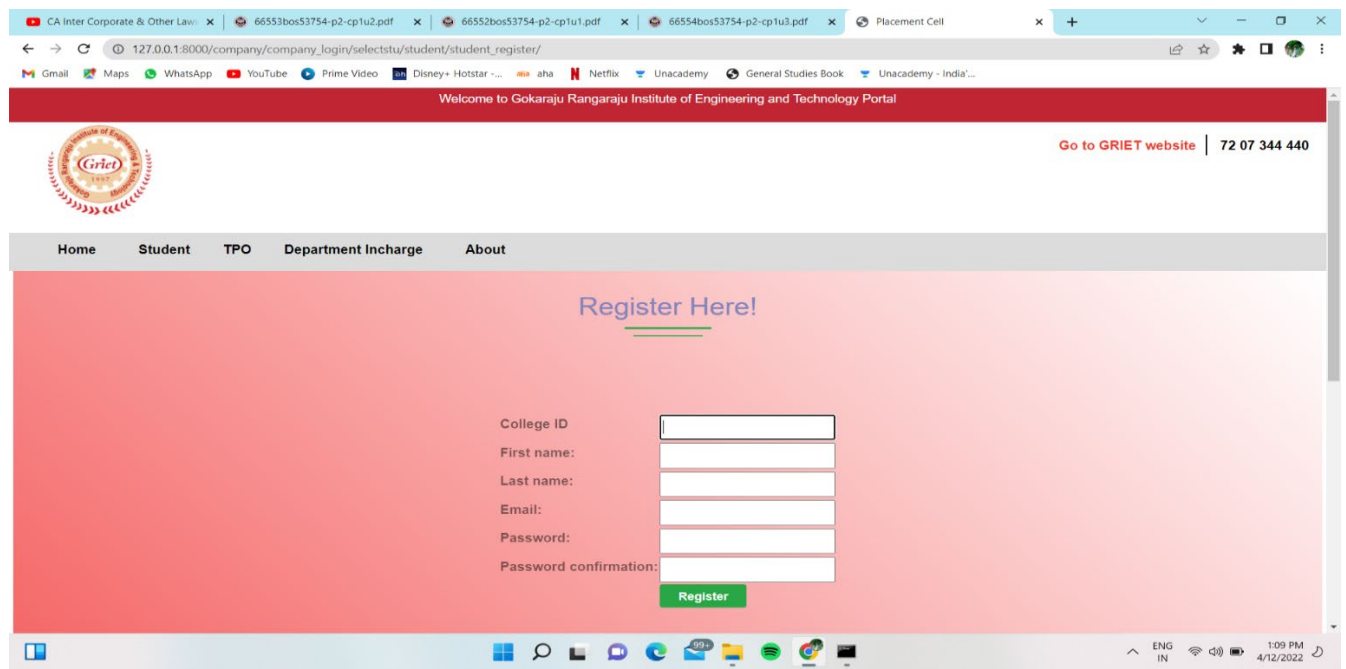 CA Inter Corporate & Other Laws
66553bos53754-p2-cp1u2.pdf
66552bos53754-p2-cp1u1.pdf
66554bos53754-p2-cp1u3.pdf
Placement Cell
127.0.0.1:8000/company/company_login/selectstu/student/student_register/
Gmail Maps WhatsApp YouTube Prime Video Disney+ Hotstar -... aha Netflix Unacademy General Studies Book Unacademy - India'...
Welcome to Gokaraju Rangaraju Institute of Engineering and Technology Portal
Griet
1997
Go to GRIET website 72 07 344 440
Home Student TPO Department Incharge About
Register Here!
College ID
First name:
Last name:
Email:
Password:
Password confirmation:
Register
99+
ENG
IN
1:09 PM
4/12/2022